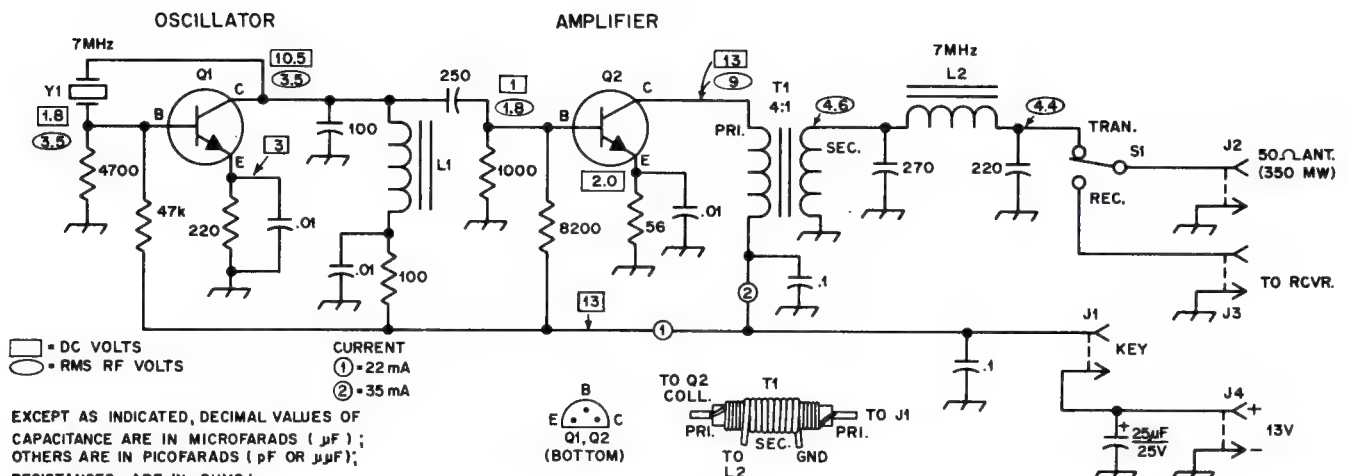 OSCILLATOR
AMPLIFIER
7MHz
10.5
3.5
Q1
C
Y1
1.8
B
3.5
E
3
4700
47k
220
.01
100
L1
.01
100
250
1
1.8
1000
B
Q2
C
E
2.0
8200
56
.01
13
9
T1
4:1
PRI.
SEC.
4.6
7MHz
L2
4.4
270
220
TRAN.
S1
REC.
J2
50Ω ANT.
(350 MW)
TO RCVR.
J3
.1
2
13
1
J1
KEY
.1
J4
+
13V
-
+
25µF
25V
= DC VOLTS
= RMS RF VOLTS
CURRENT
1 = 22 mA
2 = 35 mA
B
E C
Q1, Q2
(BOTTOM)
TO Q2
COLL.
T1
TO J1
PRI.
SEC.
PRI.
TO
L2
GND
EXCEPT AS INDICATED, DECIMAL VALUES OF
CAPACITANCE ARE IN MICROFARADS ( µF ) ;
OTHERS ARE IN PICOFARADS ( pF OR µµF);